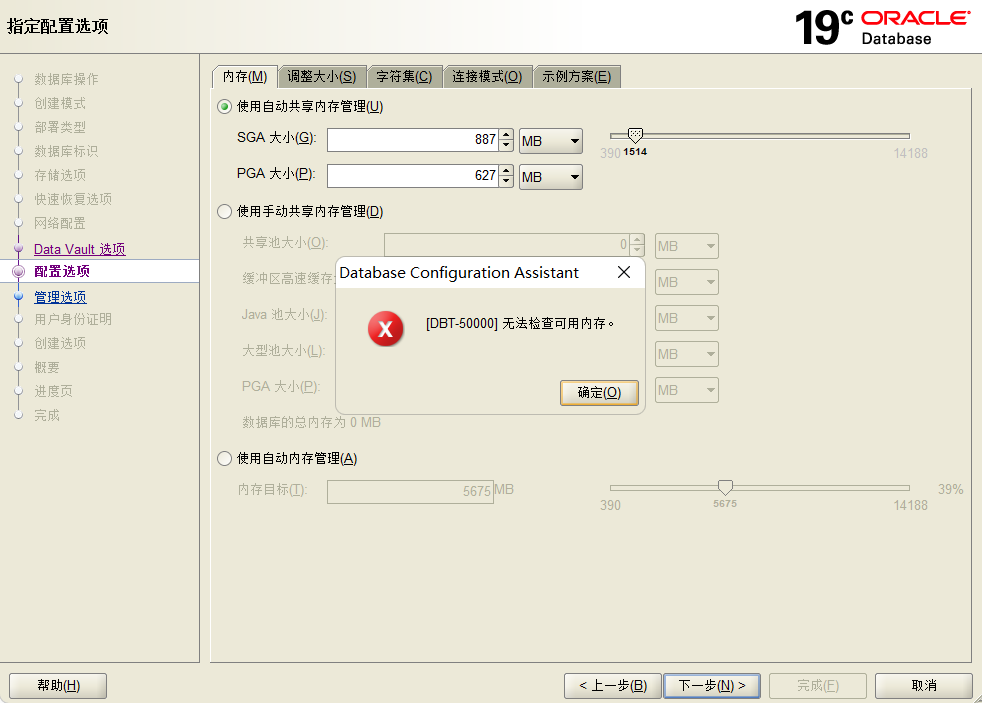 指定配置选项
19c ORACLE
Database
数据库操作
创建模式
部署类型
数据库标识
存储选项
快速恢复选项
网络配置
Data Vault 选项
配置选项
管理选项
用户身份证明
创建选项
概要
进度页
完成
内存(M) 调整大小(S) 字符集(C) 连接模式(O) 示例方案(E)
使用自动共享内存管理(U)
SGA 大小(G): 887 MB
390 1514 14188
PGA 大小(P): 627 MB
使用手动共享内存管理(D)
共享池大小(O): 0 MB
缓冲区高速缓存 MB
Java 池大小(J): MB
大型池大小(L): MB
PGA 大小(P): MB
数据库的总内存为 0 MB
Database Configuration Assistant
[DBT-50000] 无法检查可用内存。
确定(O)
使用自动内存管理(A)
内存目标(T): 5675 MB 39%
390 5675 14188
帮助(H) < 上一步(B) 下一步(N) > 完成(F) 取消